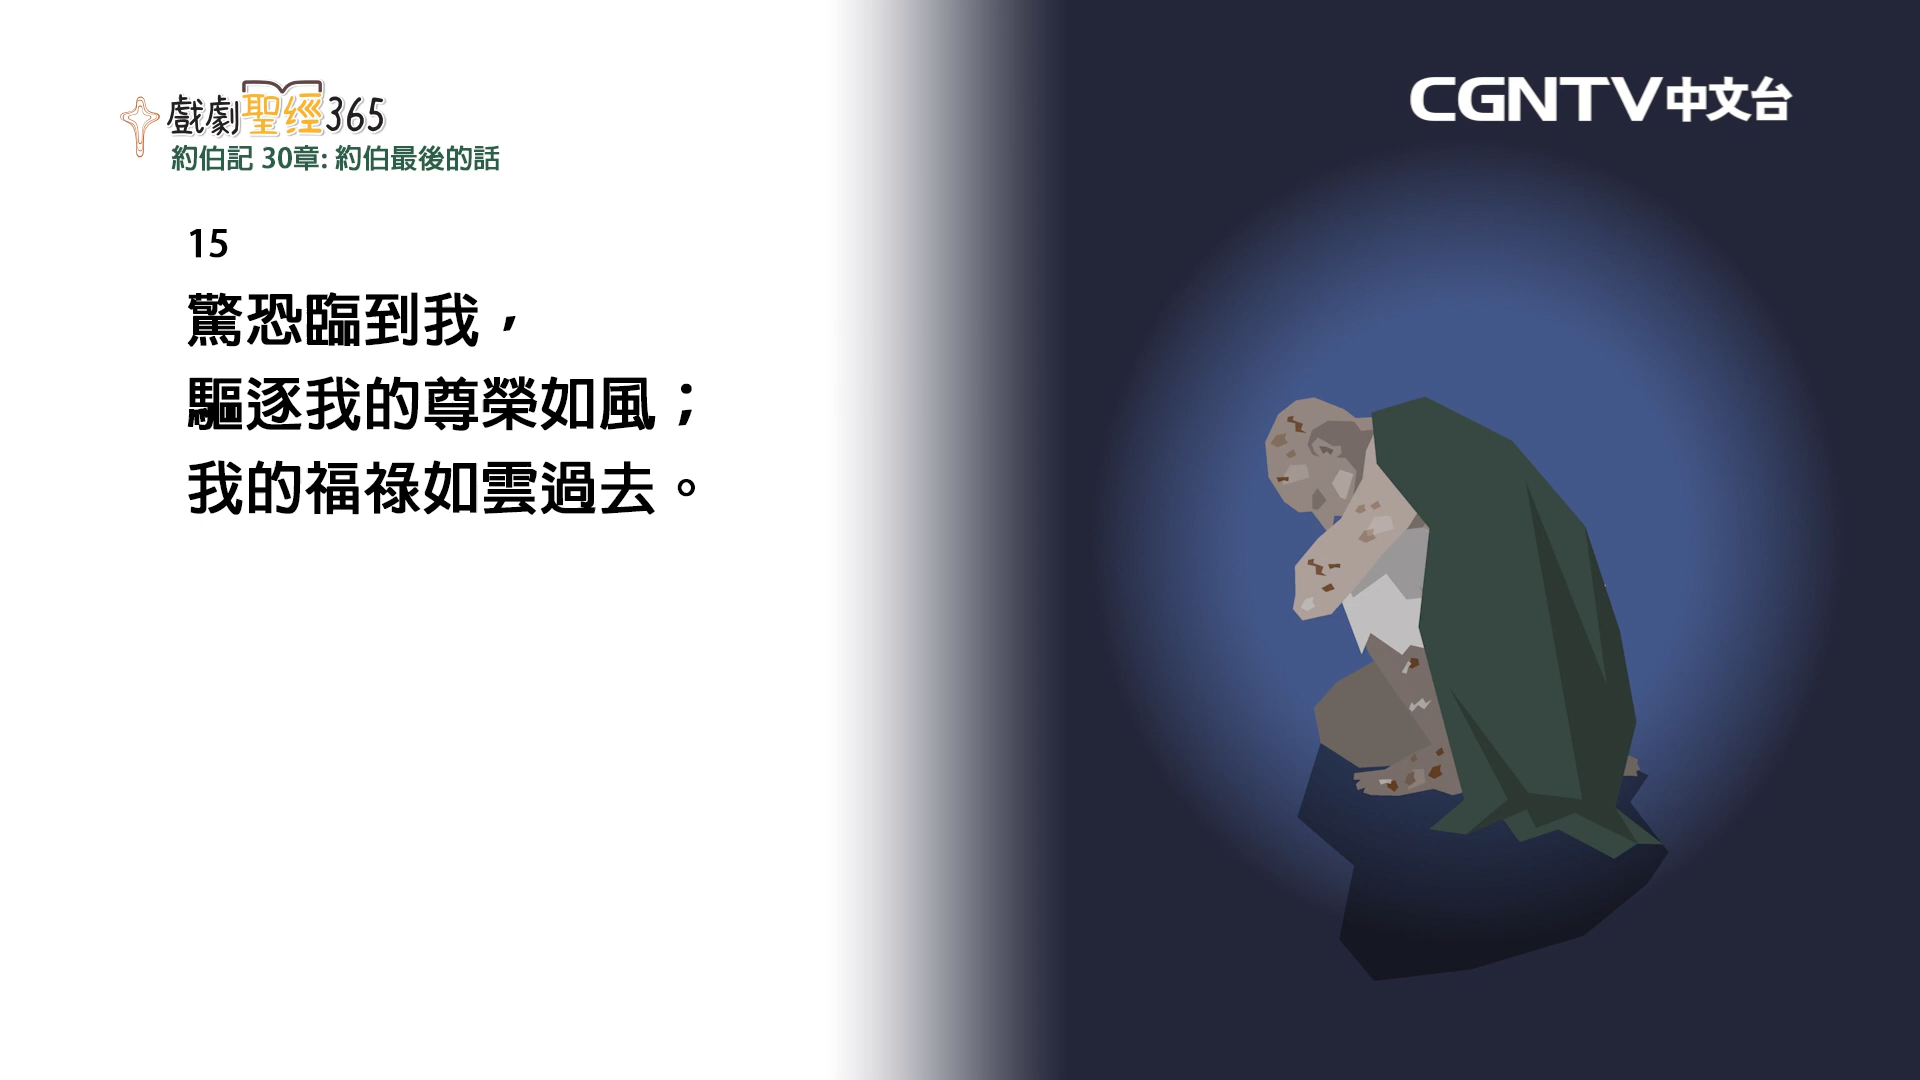 戲劇聖經365
約伯記 30章: 約伯最後的話
CGNTV中文台
15
驚恐臨到我，
驅逐我的尊榮如風；
我的福祿如雲過去。